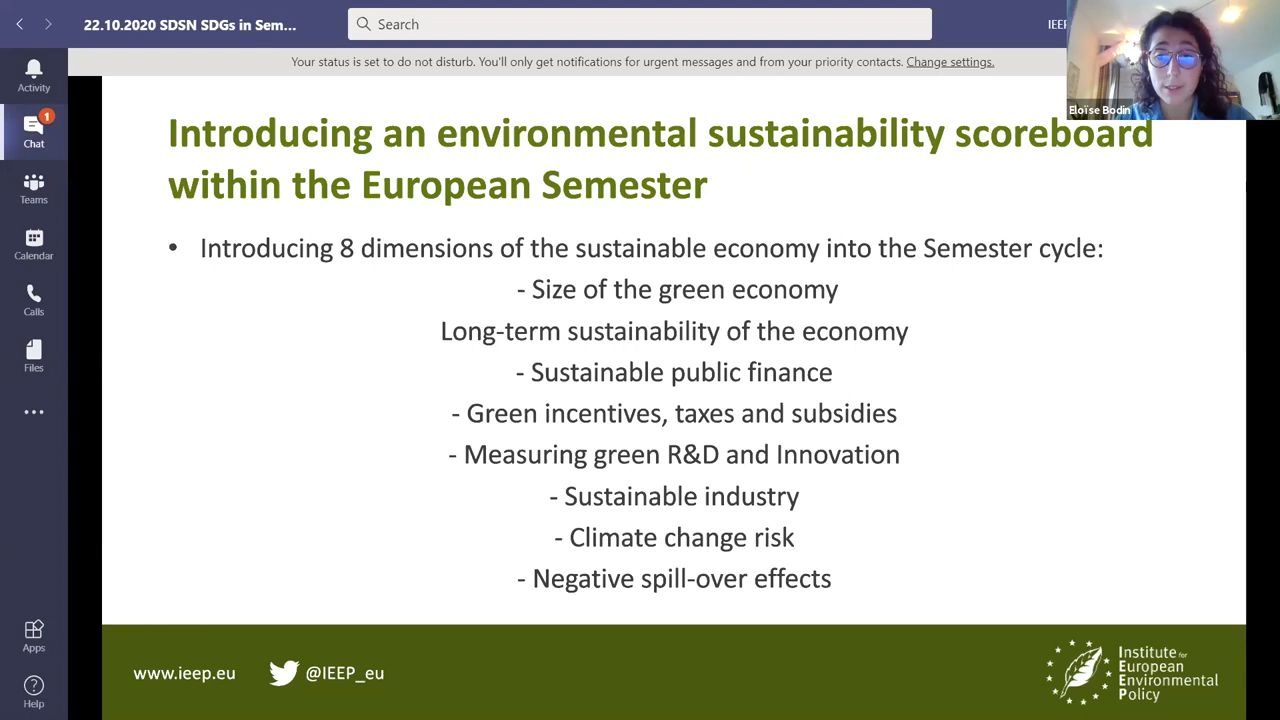 22.10.2020 SDSN SDGs in Sem...
Search
IEEP
Eloïse Bodin
Your status is set to do not disturb. You'll only get notifications for urgent messages and from your priority contacts. Change settings.
Activity
1
Chat
Teams
Calendar
Calls
Files
Apps
Help
Introducing an environmental sustainability scoreboard
within the European Semester
• Introducing 8 dimensions of the sustainable economy into the Semester cycle:
- Size of the green economy
Long-term sustainability of the economy
- Sustainable public finance
- Green incentives, taxes and subsidies
- Measuring green R&D and Innovation
- Sustainable industry
- Climate change risk
- Negative spill-over effects
www.ieep.eu
@IEEP_eu
Institute for
European
Environmental
Policy